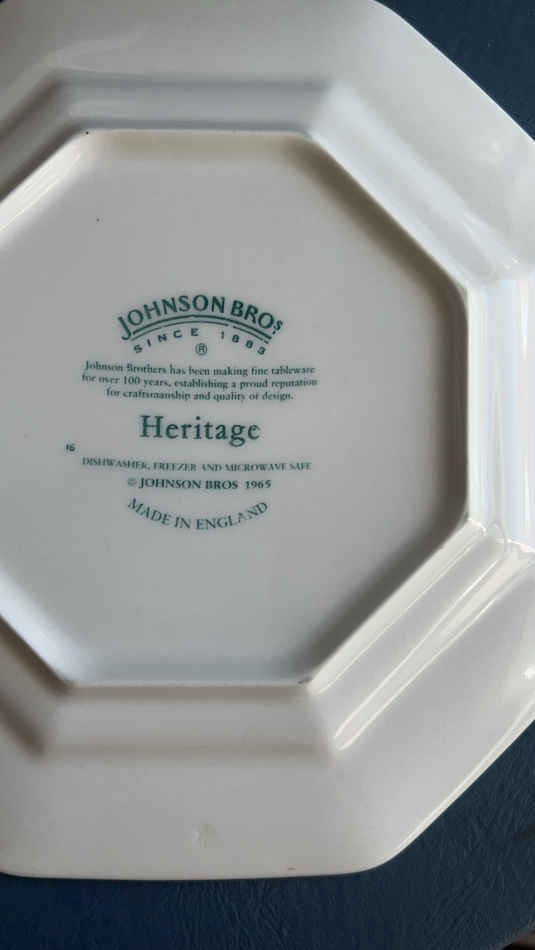 JOHNSON BROS
SINCE 1883
®
Johnson Brothers has been making fine tableware
for over 100 years, establishing a proud reputation
for craftsmanship and quality of design.
Heritage
16
DISHWASHER, FREEZER AND MICROWAVE SAFE
© JOHNSON BROS 1965
MADE IN ENGLAND